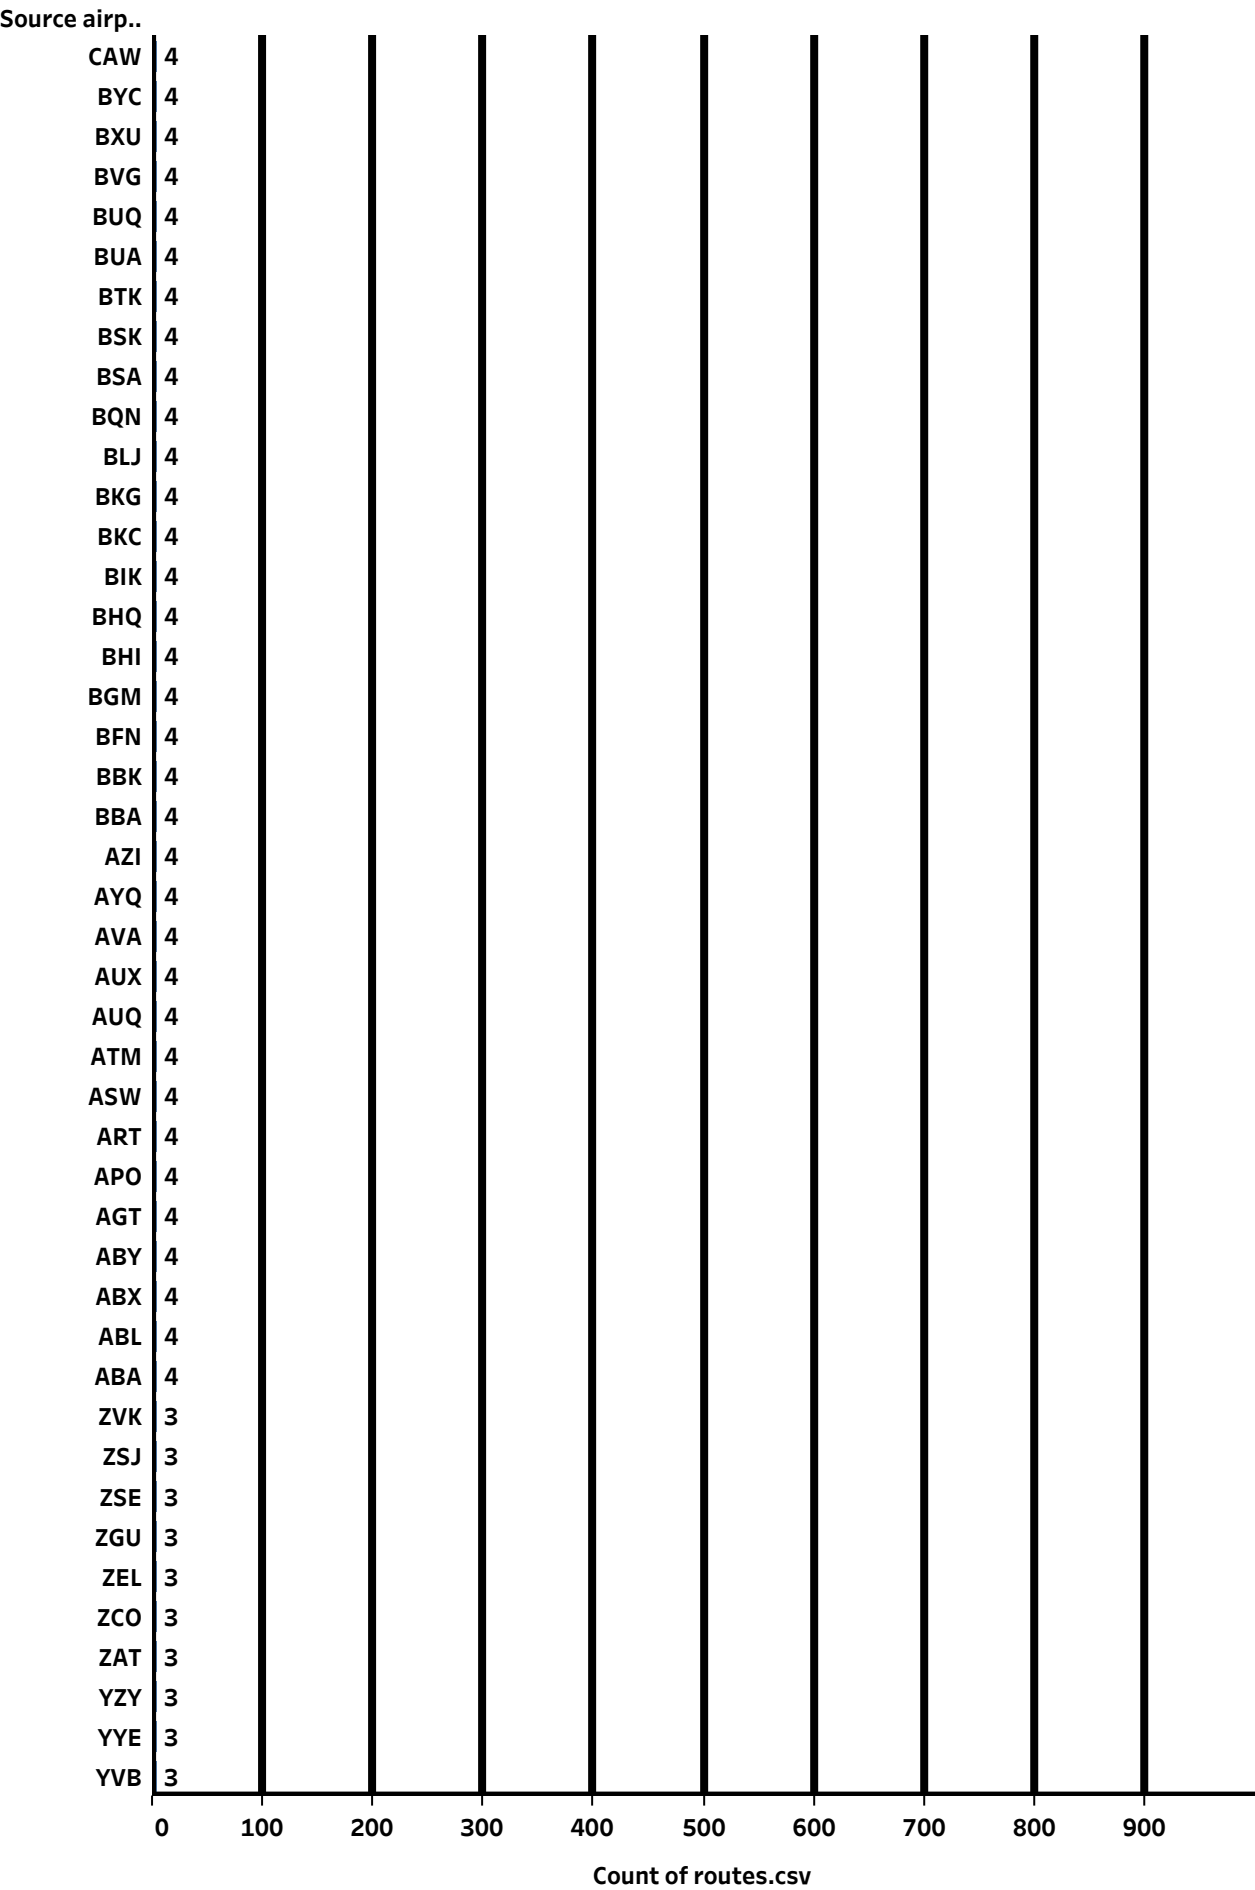 Source airp..
CAW 4
BYC 4
BXU 4
BVG 4
BUQ 4
BUA 4
BTK 4
BSK 4
BSA 4
BQN 4
BLJ 4
BKG 4
BKC 4
BIK 4
BHQ 4
BHI 4
BGM 4
BFN 4
BBK 4
BBA 4
AZI 4
AYQ 4
AVA 4
AUX 4
AUQ 4
ATM 4
ASW 4
ART 4
APO 4
AGT 4
ABY 4
ABX 4
ABL 4
ABA 4
ZVK 3
ZSJ 3
ZSE 3
ZGU 3
ZEL 3
ZCO 3
ZAT 3
YZY 3
YYE 3
YVB 3
0 100 200 300 400 500 600 700 800 900
Count of routes.csv